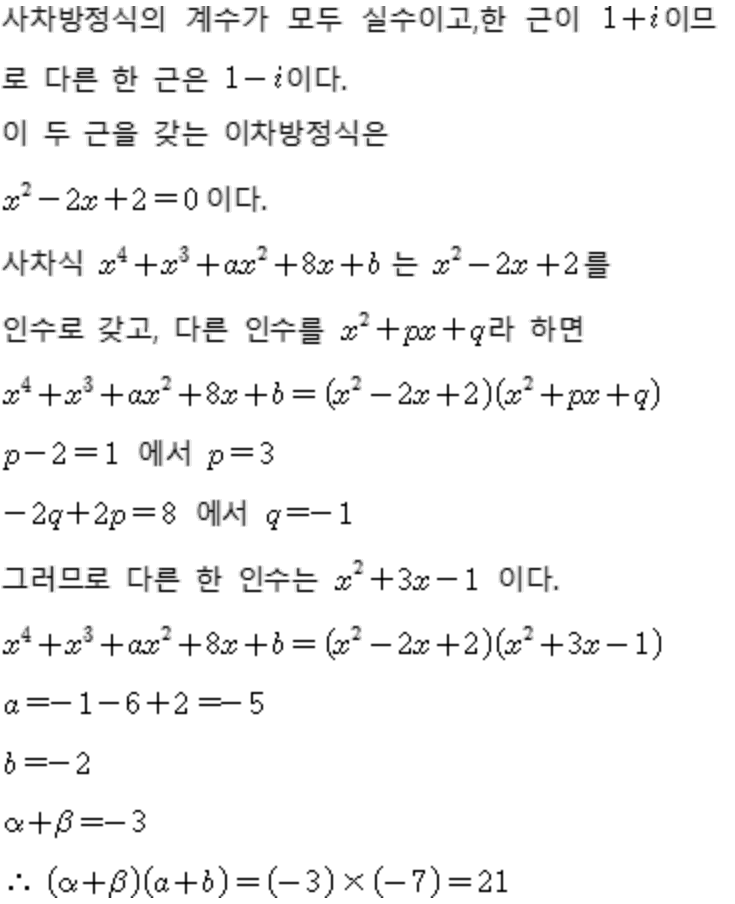 사차방정식의 계수가 모두 실수이고,한 근이 1+i이므
로 다른 한 근은 1-i이다.
이 두 근을 갖는 이차방정식은
x²-2x+2=0 이다.
사차식 x⁴+x³+ax²+8x+b 는 x²-2x+2를
인수로 갖고, 다른 인수를 x²+px+q라 하면
x⁴+x³+ax²+8x+b=(x²-2x+2)(x²+px+q)
p-2=1 에서 p=3
-2q+2p=8 에서 q=-1
그러므로 다른 한 인수는 x²+3x-1 이다.
x⁴+x³+ax²+8x+b=(x²-2x+2)(x²+3x-1)
a=-1-6+2=-5
b=-2
α+β=-3
∴ (α+β)(a+b)=(-3)×(-7)=21